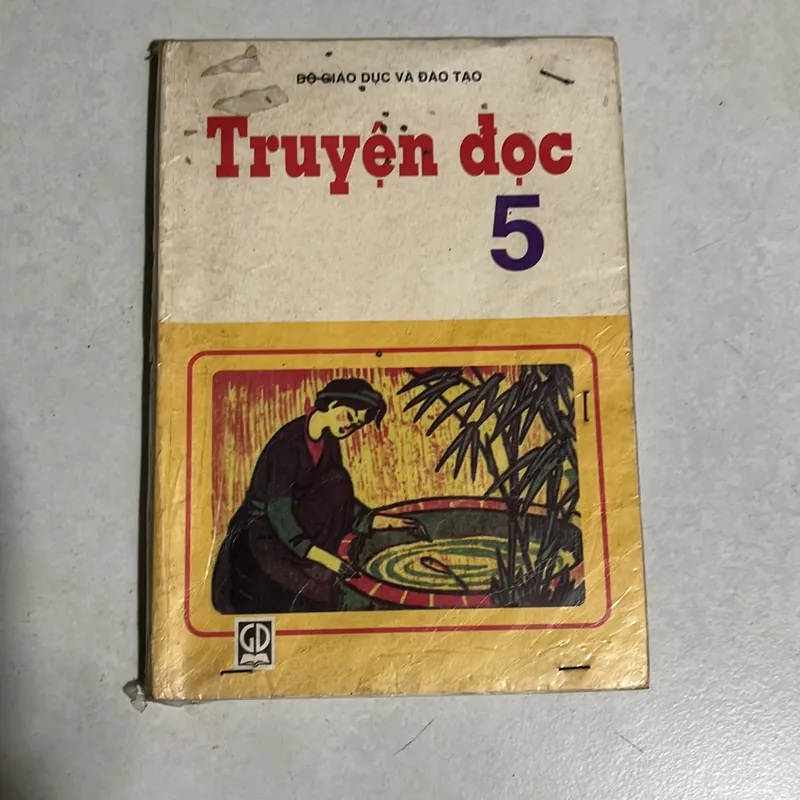 BỘ GIÁO DỤC VÀ ĐÀO TẠO
Truyện đọc
5
GD